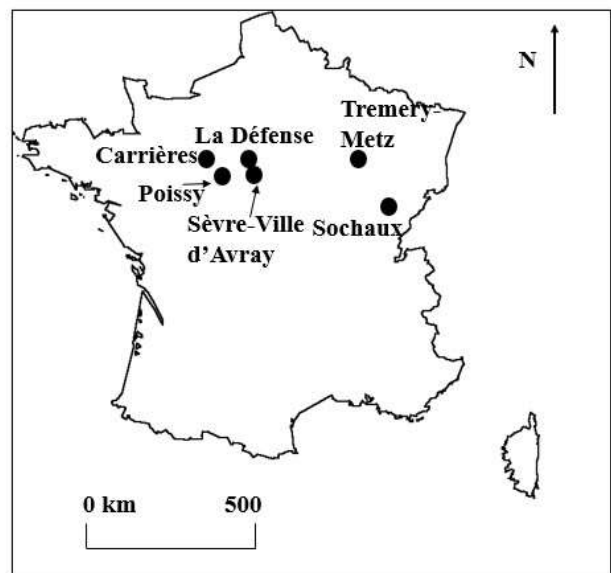 N
Tremery-
Metz
La Défense
Carrières
Poissy
Sèvre-Ville
d’Avray
Sochaux
0 km 500